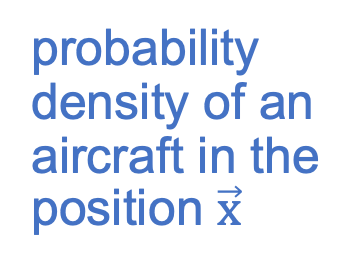 probability
density of an
aircraft in the
position x⃗